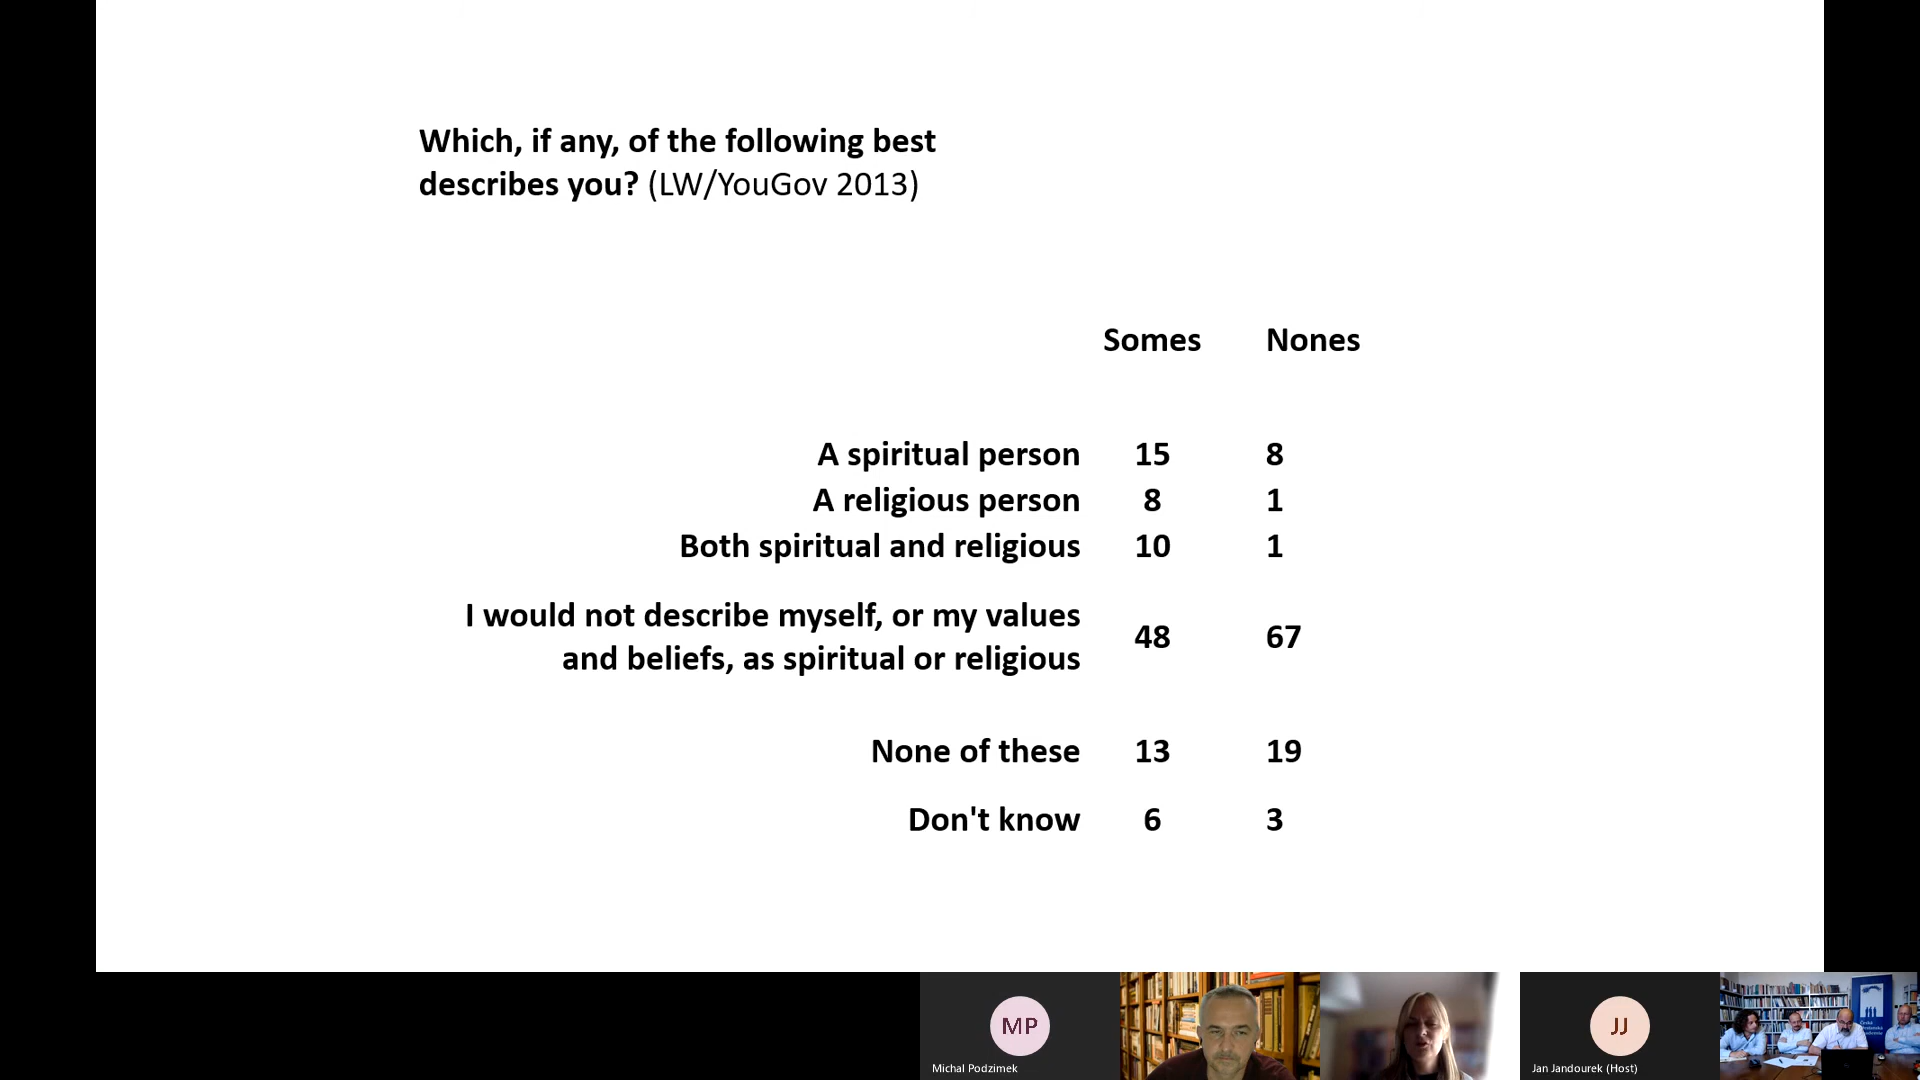 Which, if any, of the following best
describes you? (LW/YouGov 2013)
Somes Nones
A spiritual person 15 8
A religious person 8 1
Both spiritual and religious 10 1
I would not describe myself, or my values
and beliefs, as spiritual or religious 48 67
None of these 13 19
Don't know 6 3
MP
Michal Podzimek
JJ
Jan Jandourek (Host)